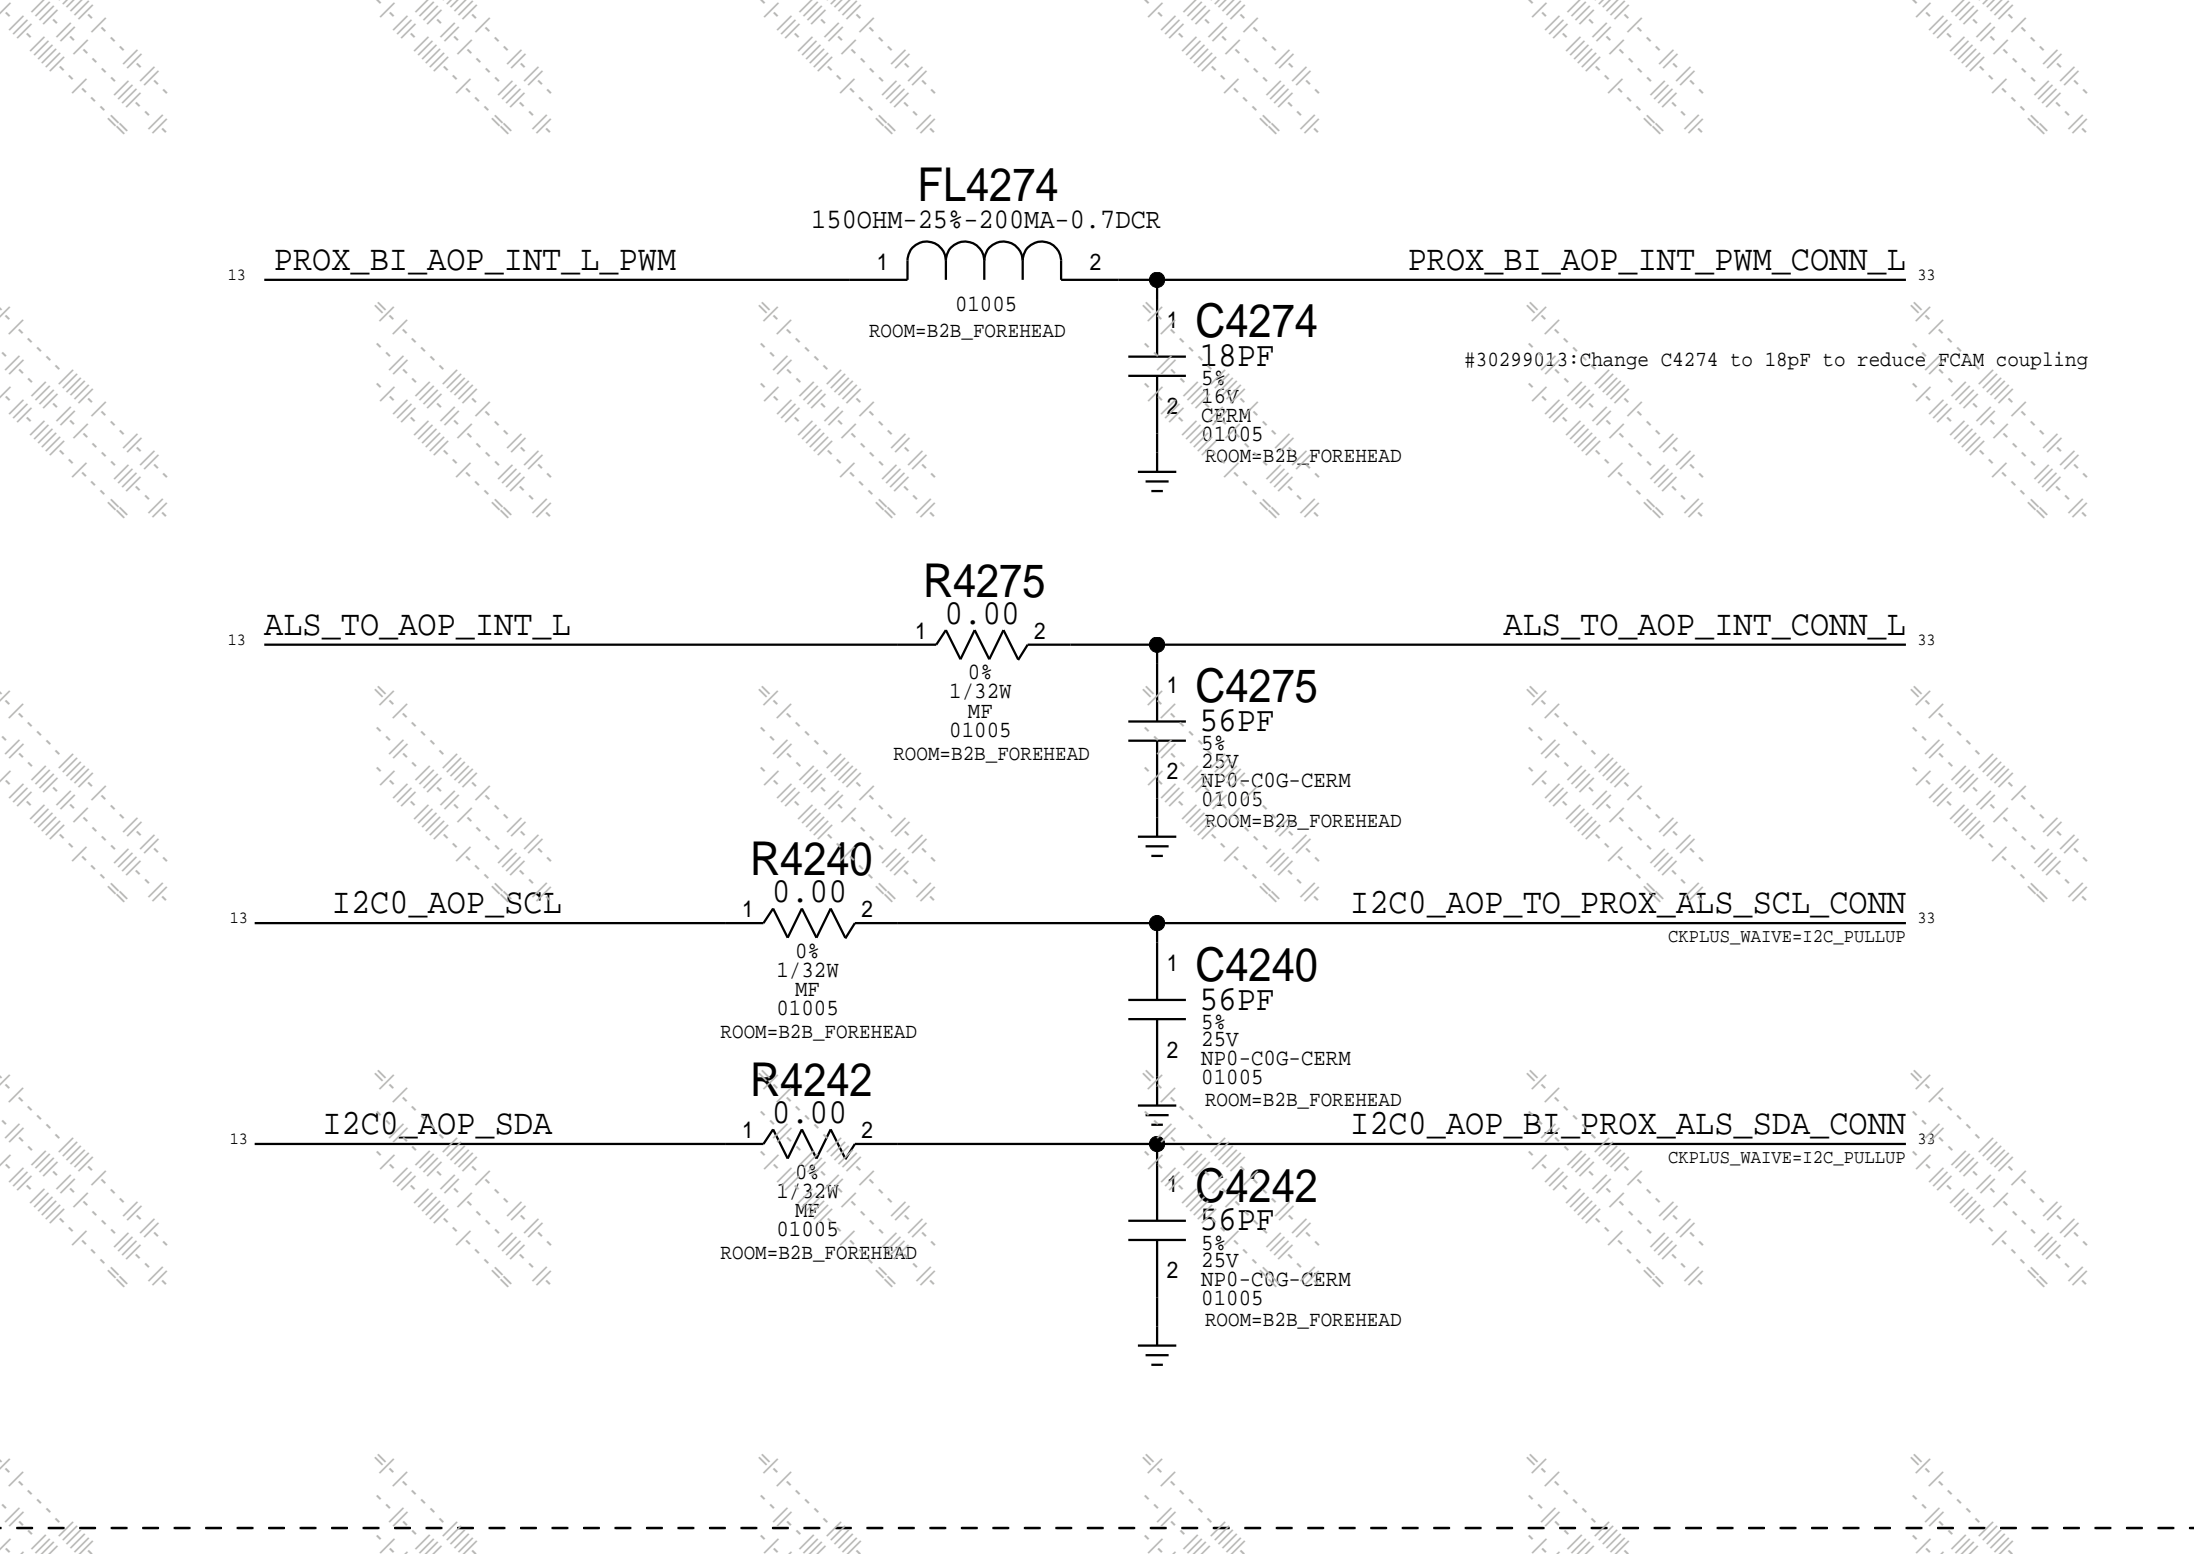 FL4274
150OHM-25%-200MA-0.7DCR
13 PROX_BI_AOP_INT_L_PWM 1 2 PROX_BI_AOP_INT_PWM_CONN_L 33
01005
ROOM=B2B_FOREHEAD
1 C4274
18PF
#30299013:Change C4274 to 18pF to reduce FCAM coupling
5%
16V
2
CERM
01005
ROOM=B2B_FOREHEAD
R4275
0.00
13 ALS_TO_AOP_INT_L 1 2 ALS_TO_AOP_INT_CONN_L 33
0%
1/32W
MF
01005
ROOM=B2B_FOREHEAD
1 C4275
56PF
5%
25V
2
NP0-C0G-CERM
01005
ROOM=B2B_FOREHEAD
R4240
0.00
13 I2C0_AOP_SCL 1 2 I2C0_AOP_TO_PROX_ALS_SCL_CONN 33
CKPLUS_WAIVE=I2C_PULLUP
0%
1/32W
MF
01005
ROOM=B2B_FOREHEAD
1 C4240
56PF
5%
25V
2
NP0-C0G-CERM
01005
ROOM=B2B_FOREHEAD
R4242
0.00
13 I2C0_AOP_SDA 1 2 I2C0_AOP_BI_PROX_ALS_SDA_CONN 33
CKPLUS_WAIVE=I2C_PULLUP
0%
1/32W
MF
01005
ROOM=B2B_FOREHEAD
1 C4242
56PF
5%
25V
2
NP0-C0G-CERM
01005
ROOM=B2B_FOREHEAD